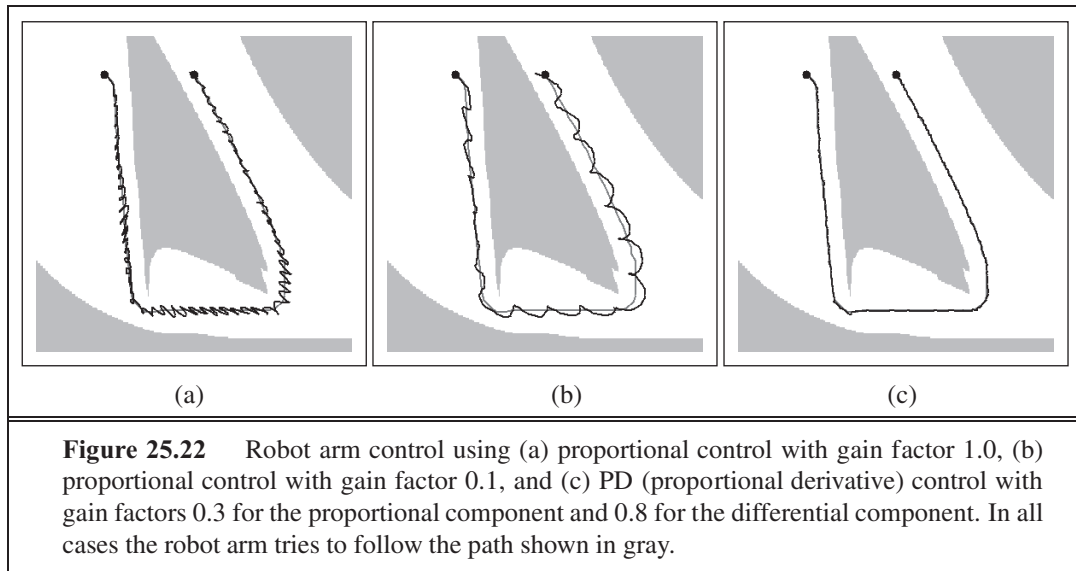 (a) (b) (c)
Figure 25.22 Robot arm control using (a) proportional control with gain factor 1.0, (b)
proportional control with gain factor 0.1, and (c) PD (proportional derivative) control with
gain factors 0.3 for the proportional component and 0.8 for the differential component. In all
cases the robot arm tries to follow the path shown in gray.